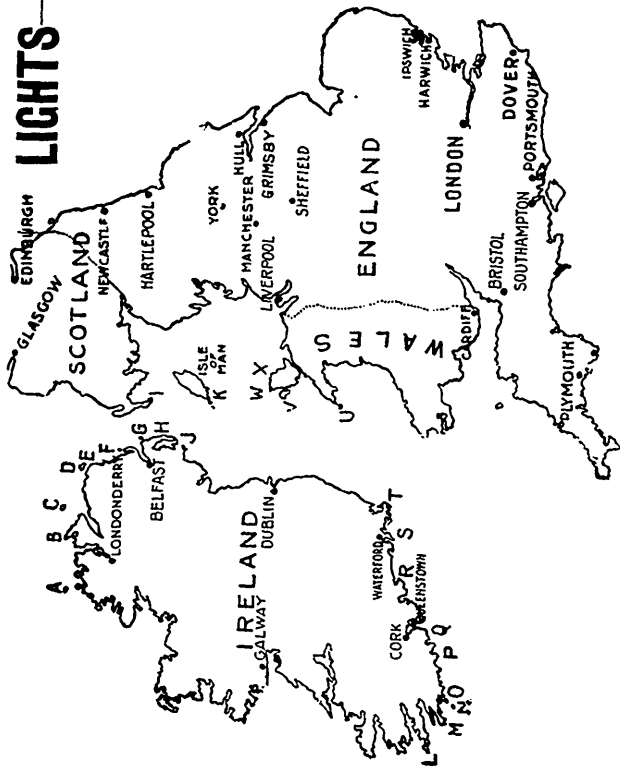 LIGHTS
EDINBURGH
GLASGOW
SCOTLAND
NEWCASTLE
HARTLEPOOL
YORK
HULL
MANCHESTER
GRIMSBY
LIVERPOOL
SHEFFIELD
ISLE
OF
MAN
ENGLAND
WALES
CARDIFF
IPSWICH
HARWICH
LONDON
BRISTOL
DOVER
PORTSMOUTH
SOUTHAMPTON
PLYMOUTH
A
B
C
D
E
F
G
H
I
J
K
LONDONDERRY
BELFAST
IRELAND
DUBLIN
GALWAY
WATERFORD
CORK
QUEENSTOWN
L
M
N
O
P
Q
R
S
T
U
W
X